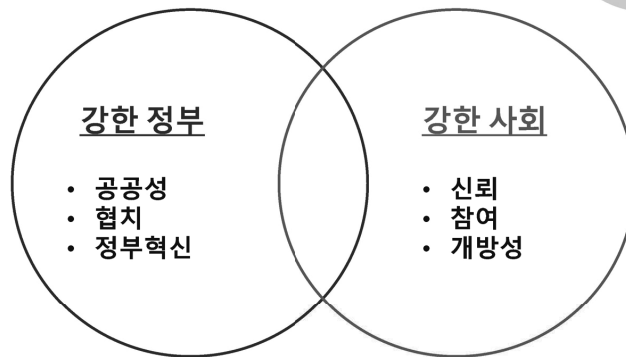 강한 정부
• 공공성
• 협치
• 정부혁신
강한 사회
• 신뢰
• 참여
• 개방성